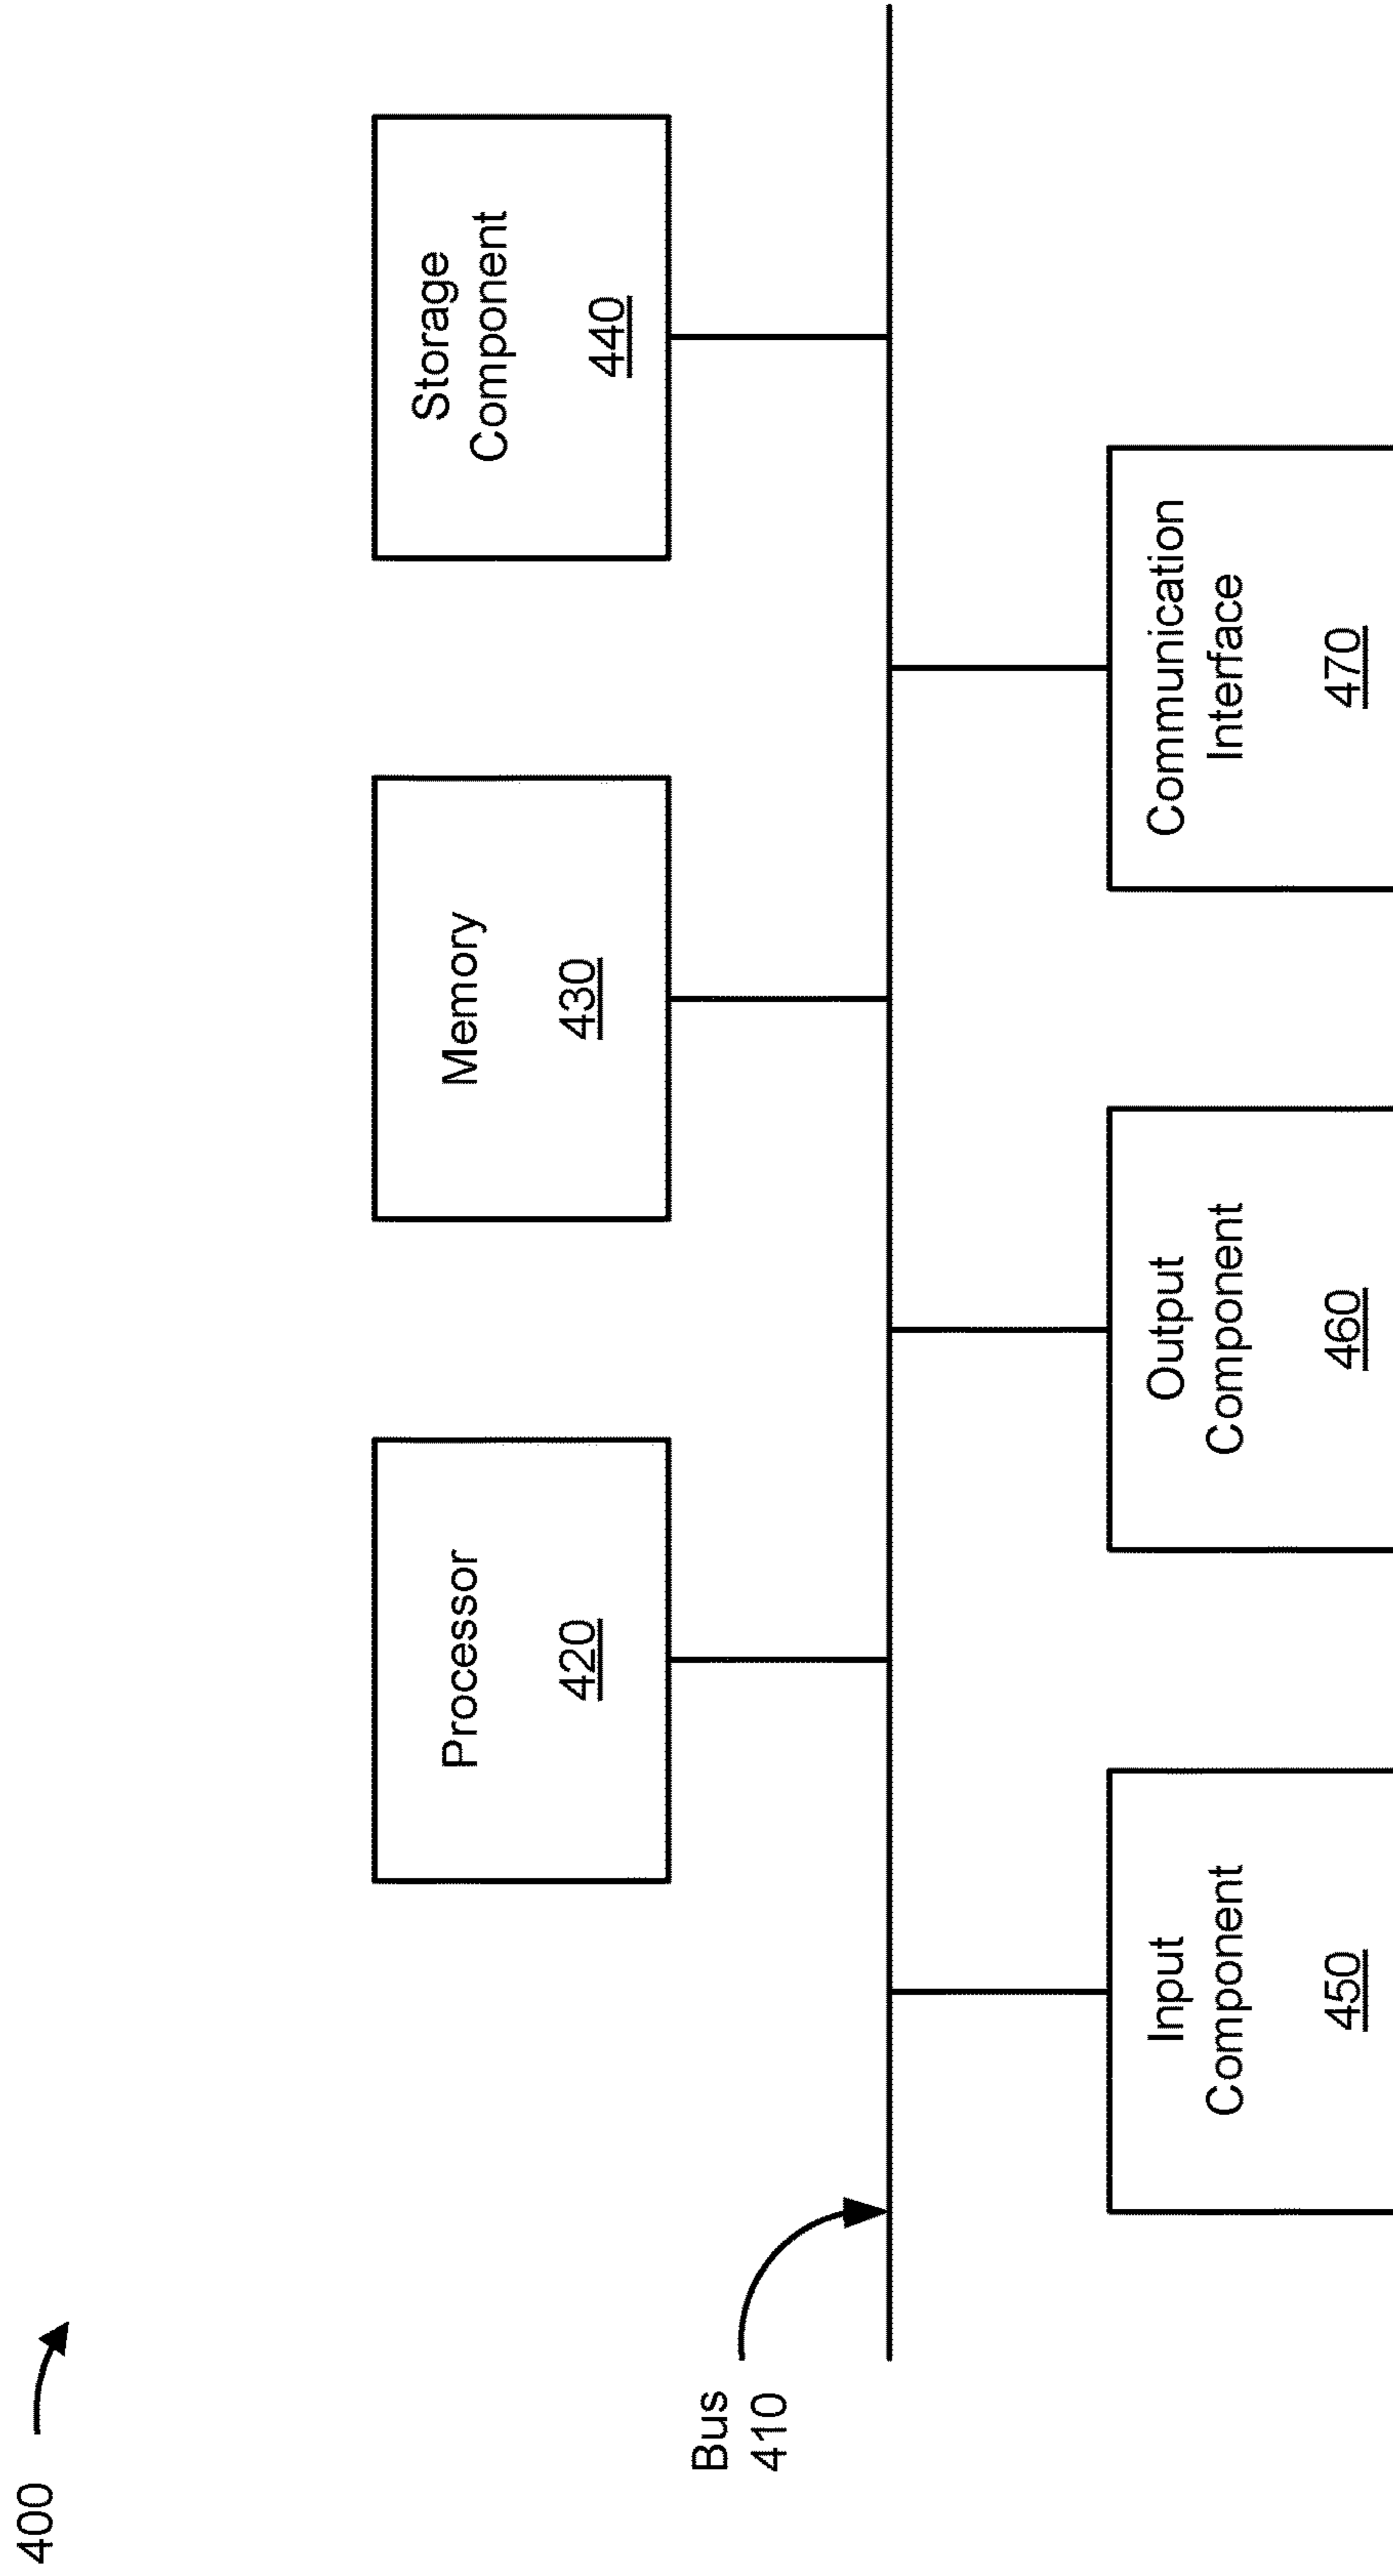 400
Processor
420
Memory
430
Storage
Component
440
Bus
410
Input
Component
450
Output
Component
460
Communication
Interface
470